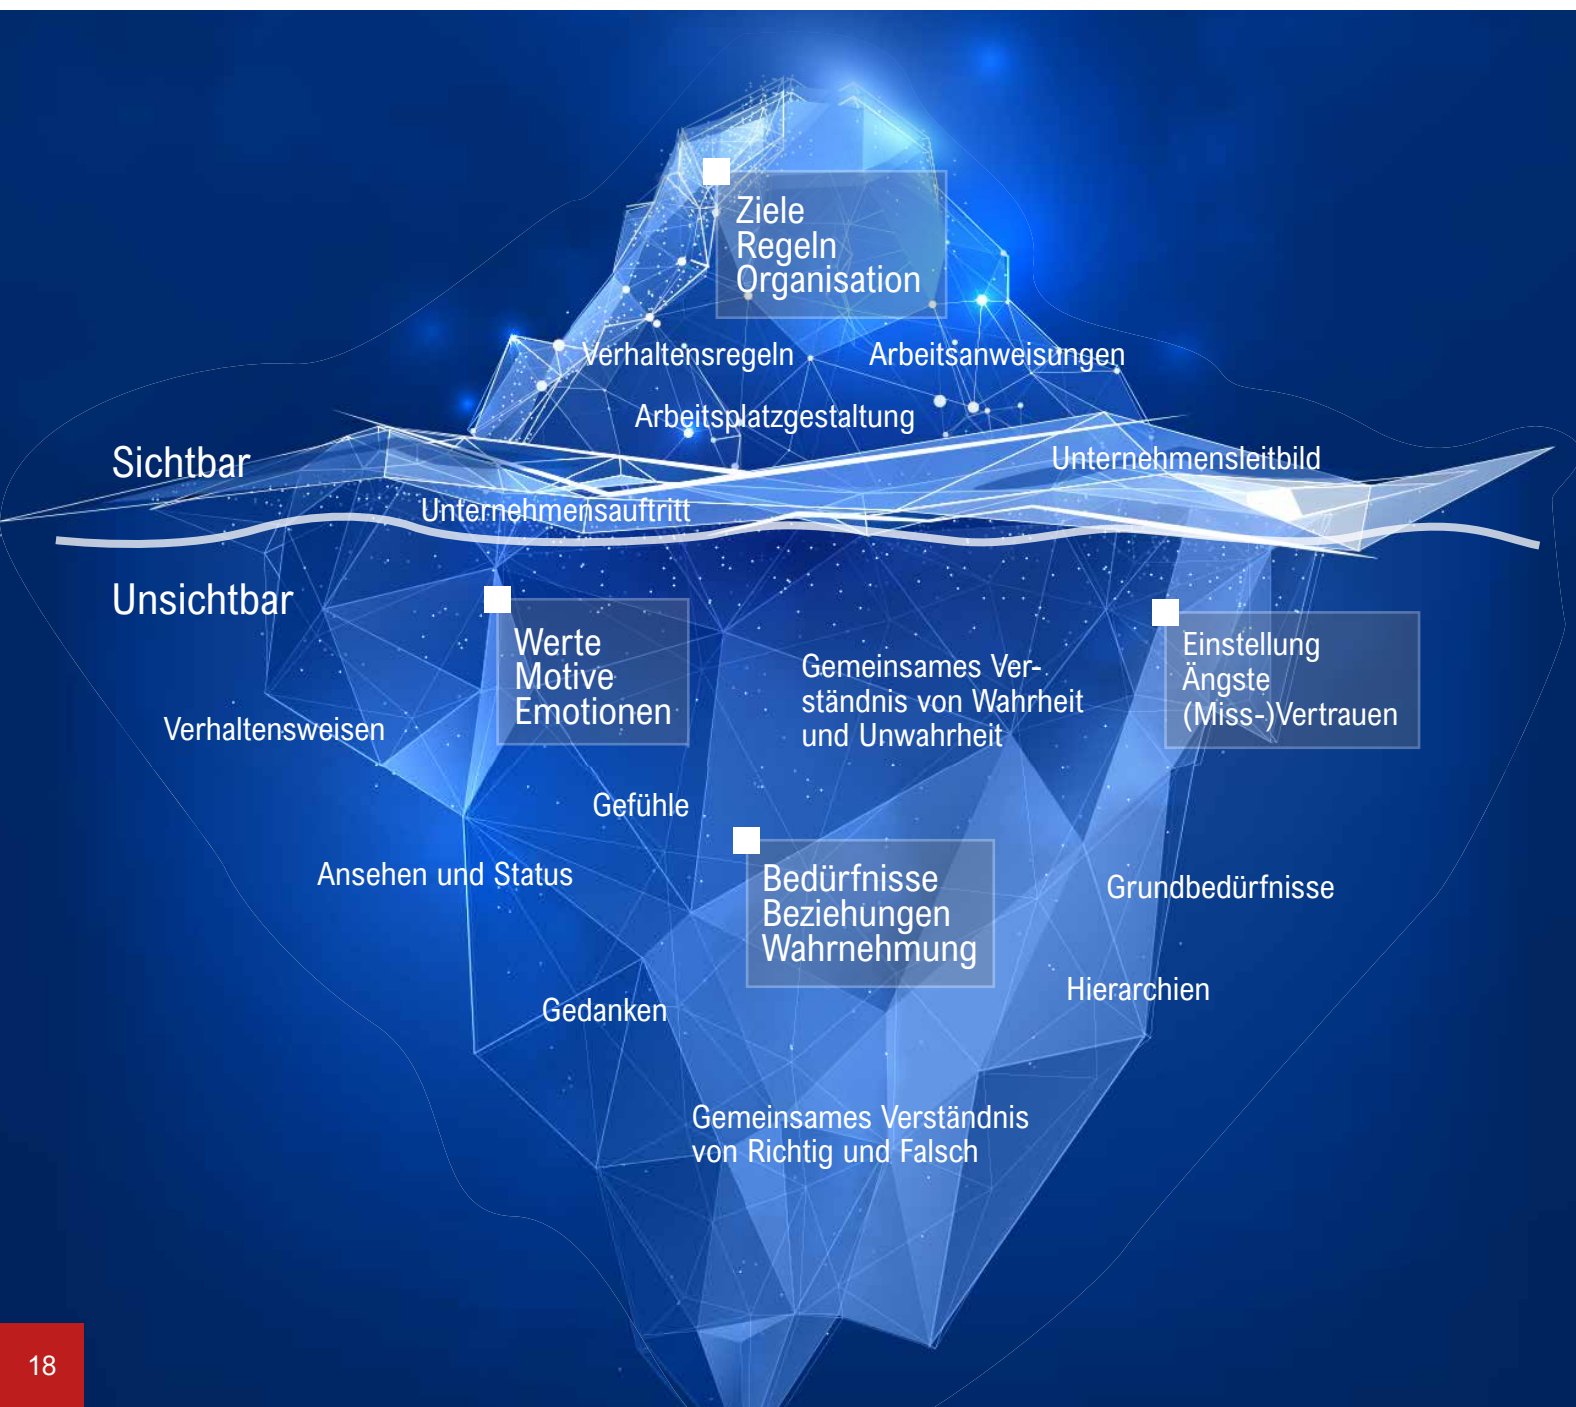 Ziele
Regeln
Organisation
Verhaltensregeln
Arbeitsanweisungen
Arbeitsplatzgestaltung
Sichtbar
Unternehmensleitbild
Unternehmensauftritt
Unsichtbar
Werte
Motive
Emotionen
Gemeinsames Ver-
ständnis von Wahrheit
und Unwahrheit
Einstellung
Ängste
(Miss-)Vertrauen
Verhaltensweisen
Gefühle
Ansehen und Status
Bedürfnisse
Beziehungen
Wahrnehmung
Grundbedürfnisse
Hierarchien
Gedanken
Gemeinsames Verständnis
von Richtig und Falsch
18